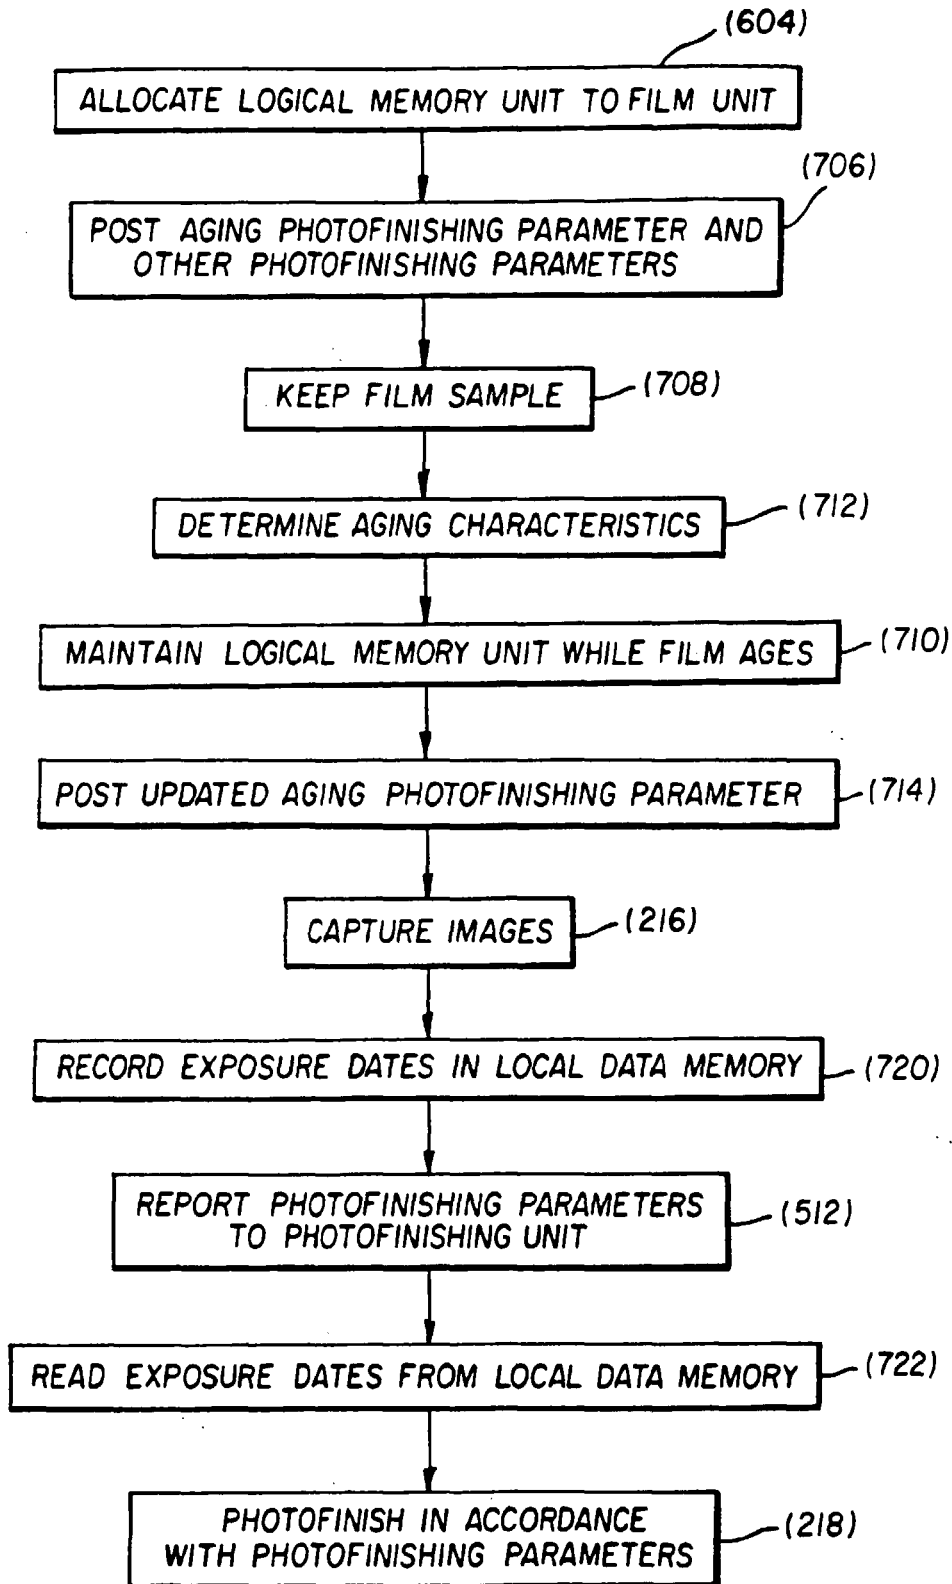 (604)
ALLOCATE LOGICAL MEMORY UNIT TO FILM UNIT
(706)
POST AGING PHOTOFINISHING PARAMETER AND
OTHER PHOTOFINISHING PARAMETERS
KEEP FILM SAMPLE
(708)
DETERMINE AGING CHARACTERISTICS
(712)
MAINTAIN LOGICAL MEMORY UNIT WHILE FILM AGES
(710)
POST UPDATED AGING PHOTOFINISHING PARAMETER
(714)
CAPTURE IMAGES
(216)
RECORD EXPOSURE DATES IN LOCAL DATA MEMORY
(720)
REPORT PHOTOFINISHING PARAMETERS
TO PHOTOFINISHING UNIT
(512)
READ EXPOSURE DATES FROM LOCAL DATA MEMORY
(722)
PHOTOFINISH IN ACCORDANCE
WITH PHOTOFINISHING PARAMETERS
(218)